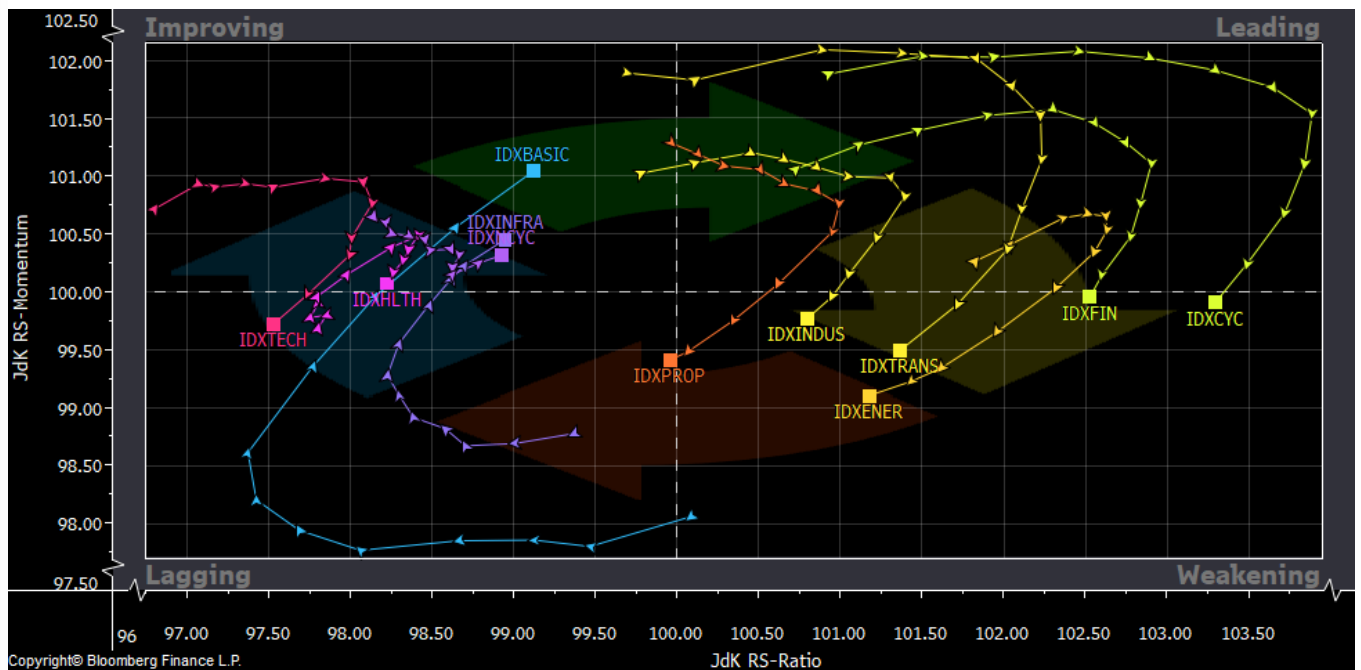 102.50
Improving
Leading
102.00
101.50
IDXBASIC
101.00
IDXINFRA
100.50
100.00
IDXHLTH
IDXFIN
IDXCYC
IDXTECH
IDXINDUS
99.50
IDXTRANS
IDXPROP
99.00
IDXENER
98.50
98.00
97.50
Lagging
Weakening
JdK RS-Momentum
96
97.00
97.50
98.00
98.50
99.00
99.50
100.00
100.50
101.00
101.50
102.00
102.50
103.00
103.50
Copyright© Bloomberg Finance L.P.
JdK RS-Ratio